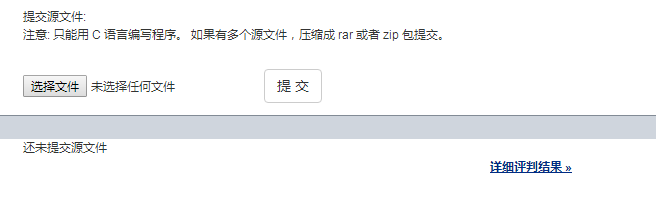 提交源文件:
注意: 只能用 C 语言编写程序。 如果有多个源文件，压缩成 rar 或者 zip 包提交。
选择文件 未选择任何文件 提 交
还未提交源文件
详细评判结果 »